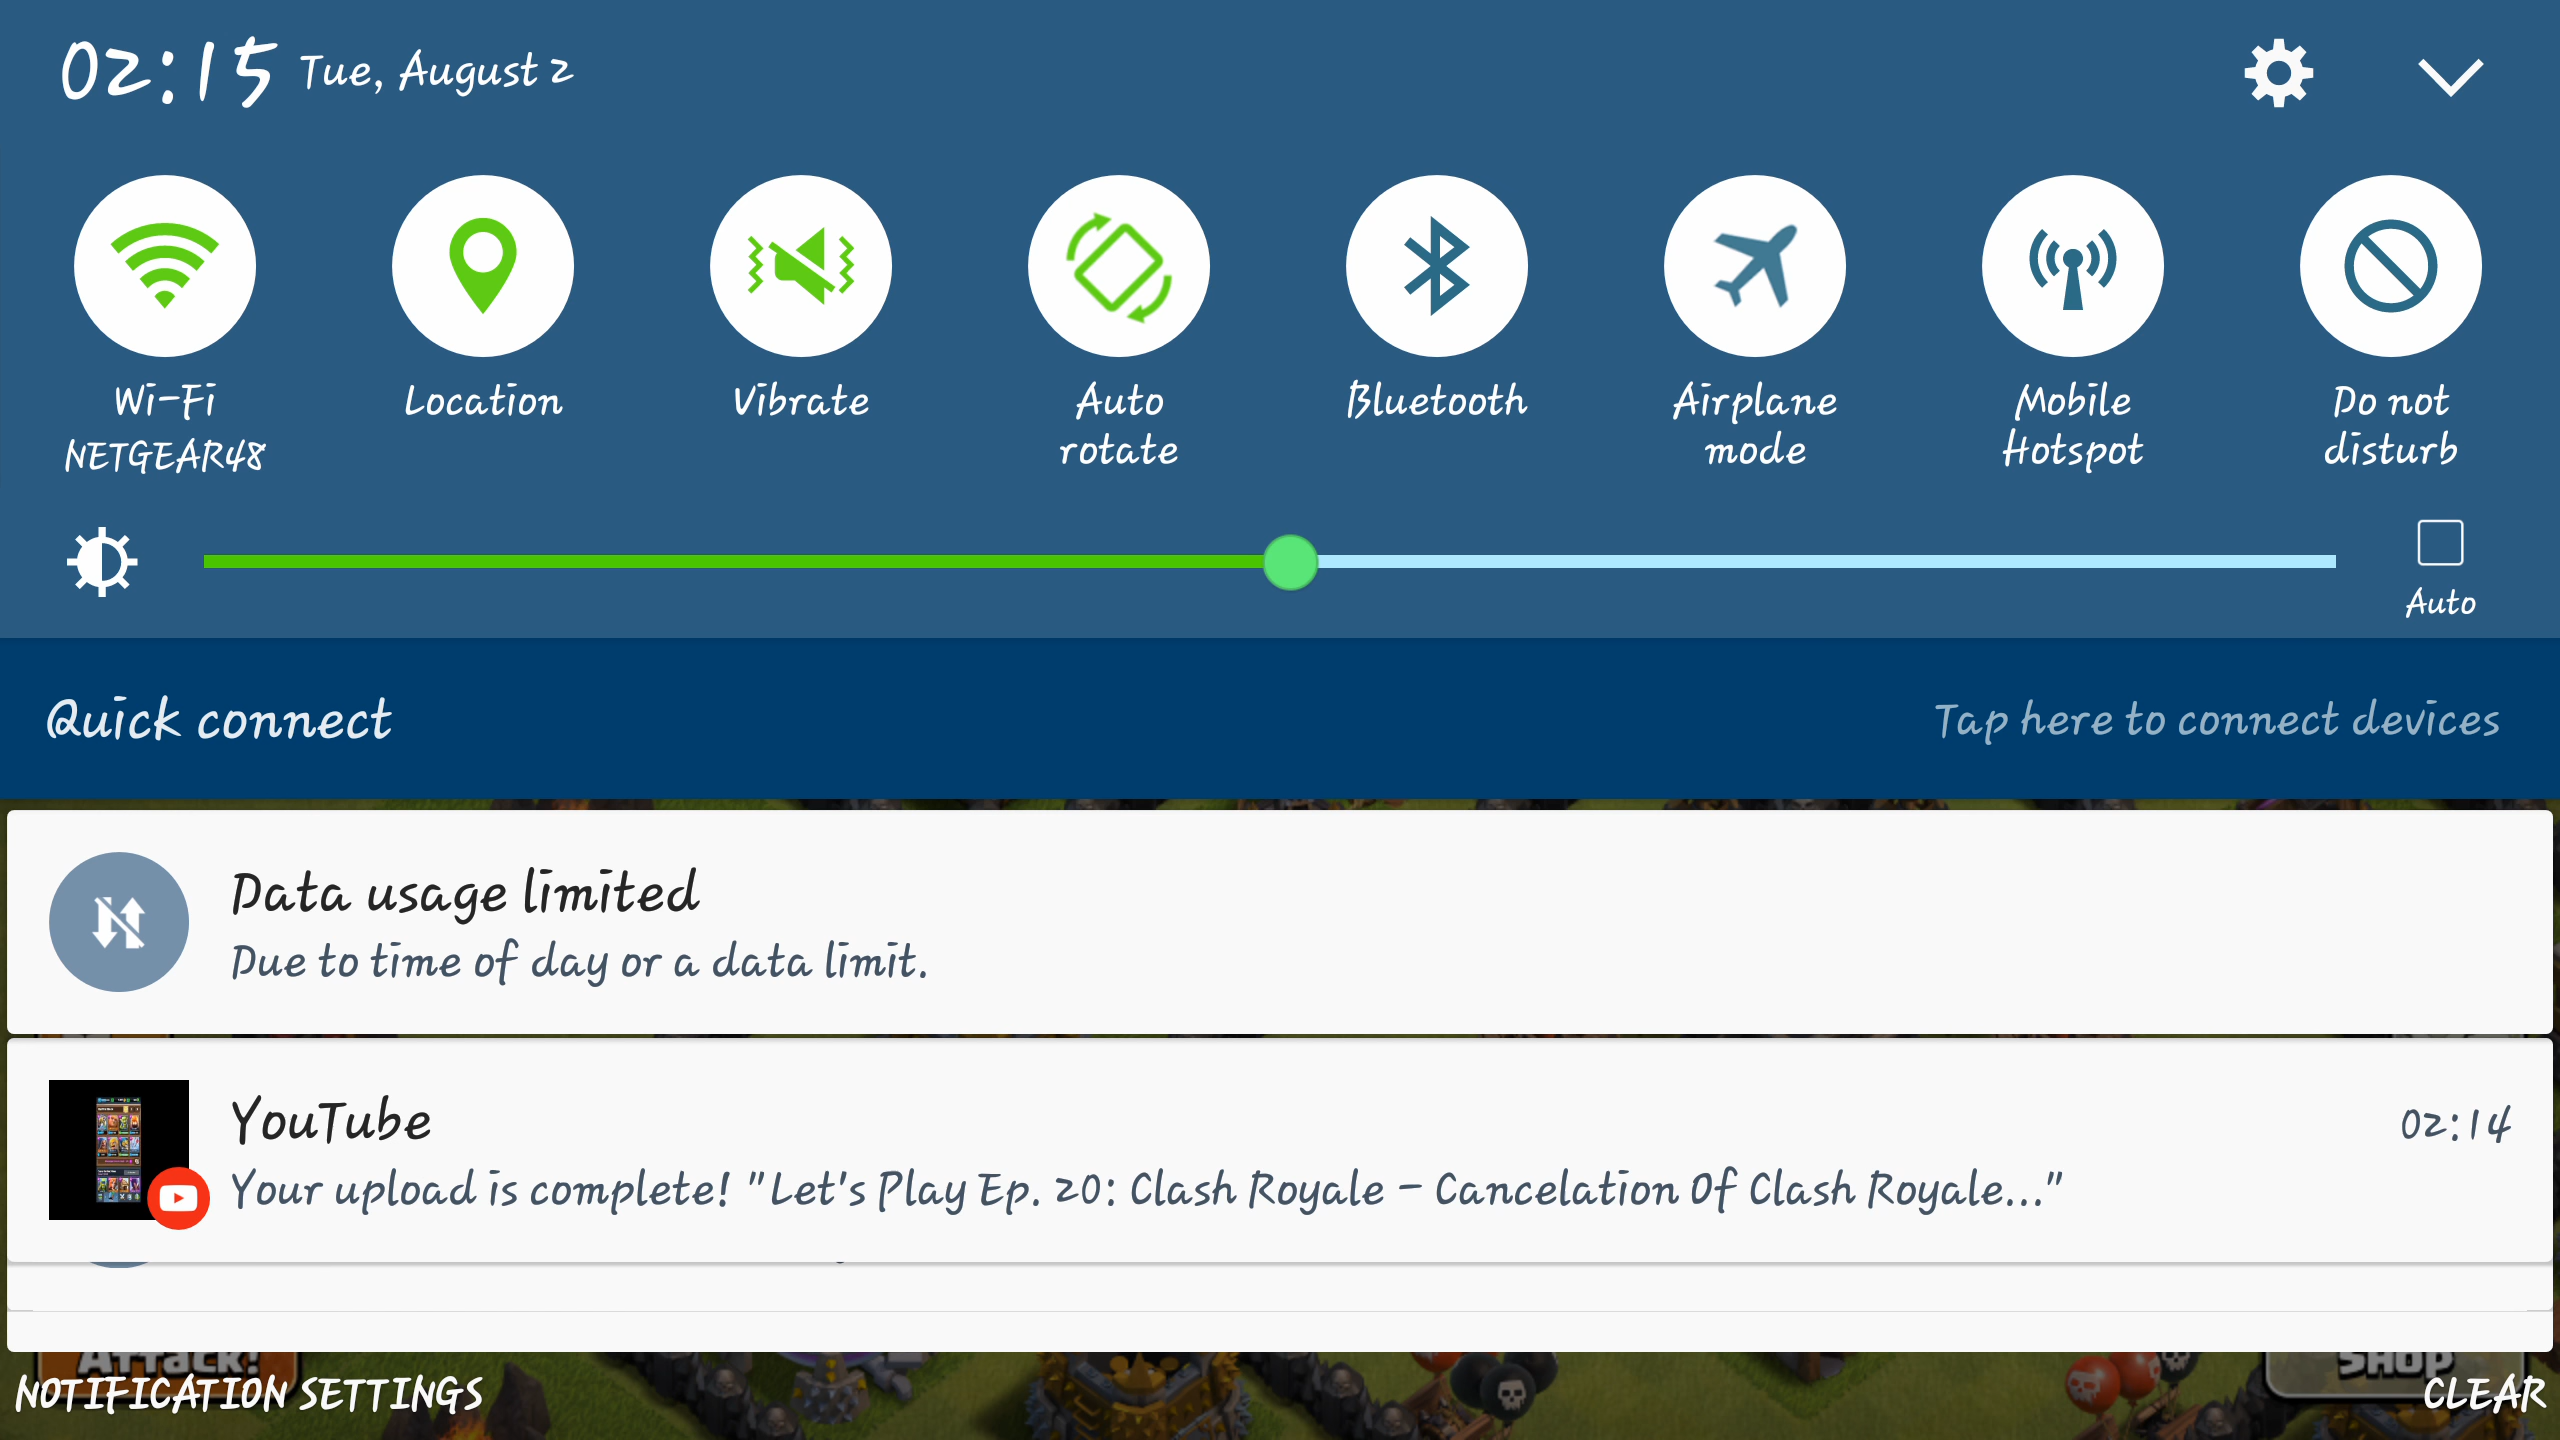 02:15 Tue, August 2
Wi-Fi
NETGEAR48
Location
Vibrate
Auto
rotate
Bluetooth
Airplane
mode
Mobile
Hotspot
Do not
disturb
Auto
Quick connect
Tap here to connect devices
Data usage limited
Due to time of day or a data limit.
YouTube
02:14
Your upload is complete! "Let's Play Ep. 20: Clash Royale - Cancelation Of Clash Royale..."
Attack!
Shop
NOTIFICATION SETTINGS
CLEAR